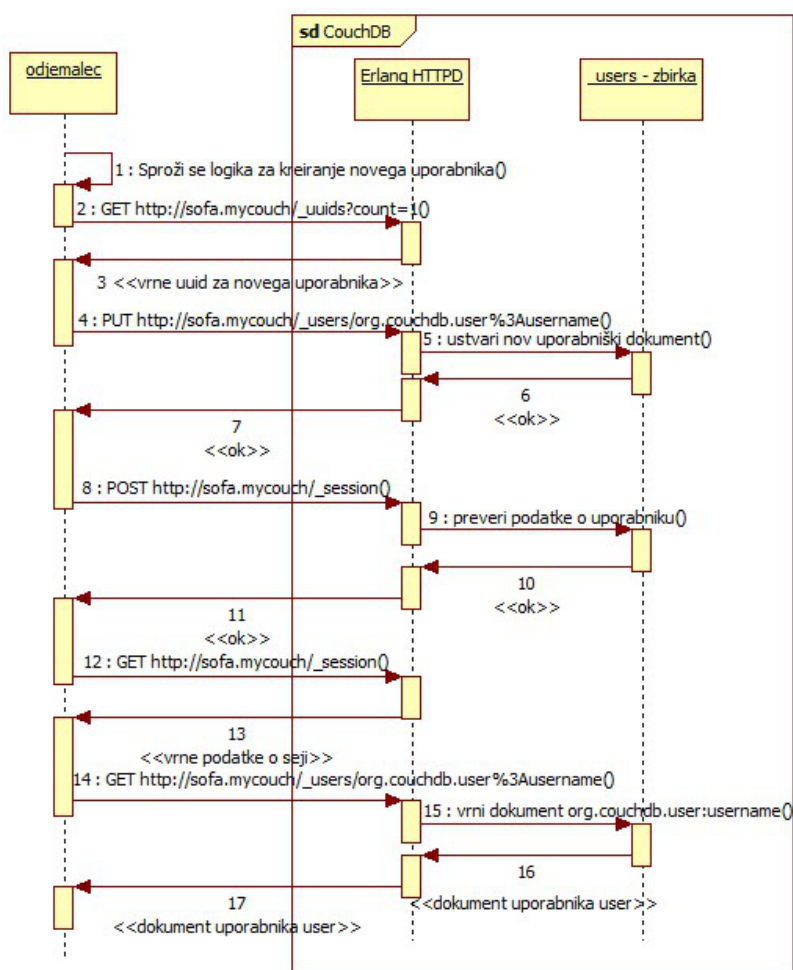 sd CouchDB
odjemalec
Erlang HTTPD
_users - zbirka
1 : Sproži se logika za kreiranje novega uporabnika()
2 : GET http://sofa.mycouch/_uuids?count=1()
3 <<vrne uuid za novega uporabnika>>
4 : PUT http://sofa.mycouch/_users/org.couchdb.user%3Ausername()
5 : ustvari nov uporabniški dokument()
6
<<ok>>
7
<<ok>>
8 : POST http://sofa.mycouch/_session()
9 : preveri podatke o uporabniku()
10
<<ok>>
11
<<ok>>
12 : GET http://sofa.mycouch/_session()
13
<<vrne podatke o seji>>
14 : GET http://sofa.mycouch/_users/org.couchdb.user%3Ausername()
15 : vrni dokument org.couchdb.user:username()
16
<<dokument uporabnika user>>
17
<<dokument uporabnika user>>